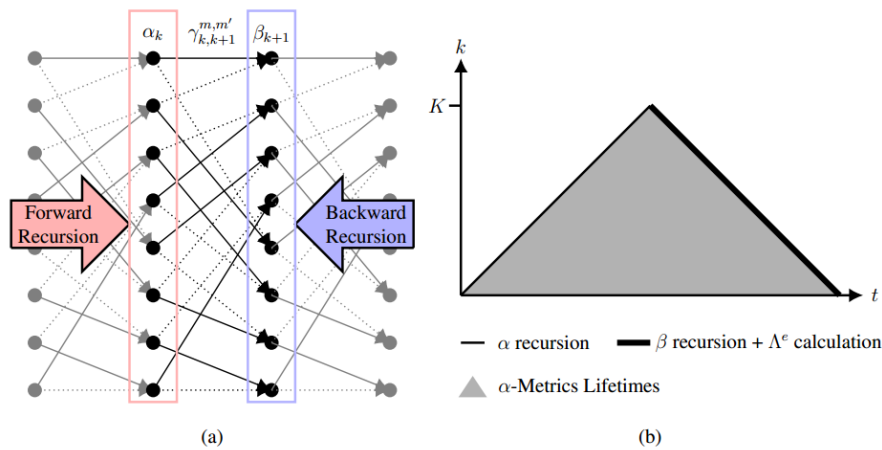 α_k γ^{m,m′}_{k,k+1} β_{k+1}
Forward
Recursion
Backward
Recursion
(a)
k
K
t
α recursion
β recursion + Λ^e calculation
α-Metrics Lifetimes
(b)